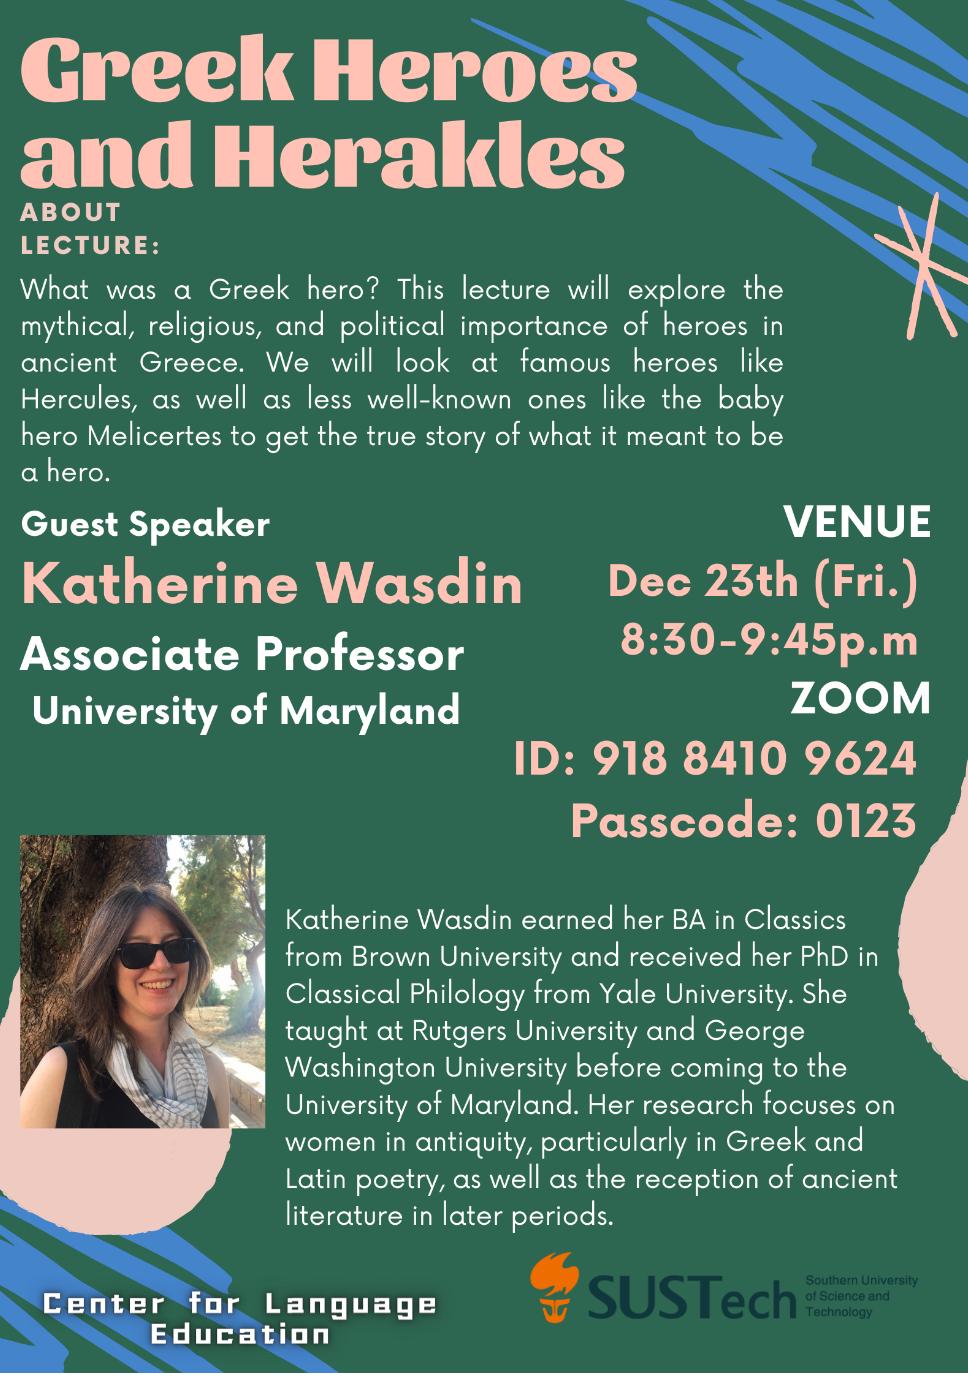 Greek Heroes
and Herakles
ABOUT
LECTURE:
What was a Greek hero? This lecture will explore the
mythical, religious, and political importance of heroes in
ancient Greece. We will look at famous heroes like
Hercules, as well as less well-known ones like the baby
hero Melicertes to get the true story of what it meant to be
a hero.
Guest Speaker
Katherine Wasdin
Associate Professor
University of Maryland
VENUE
Dec 23th (Fri.)
8:30-9:45p.m
ZOOM
ID: 918 8410 9624
Passcode: 0123
Katherine Wasdin earned her BA in Classics
from Brown University and received her PhD in
Classical Philology from Yale University. She
taught at Rutgers University and George
Washington University before coming to the
University of Maryland. Her research focuses on
women in antiquity, particularly in Greek and
Latin poetry, as well as the reception of ancient
literature in later periods.
Center for Language
Education
SUSTech
Southern University
of Science and
Technology